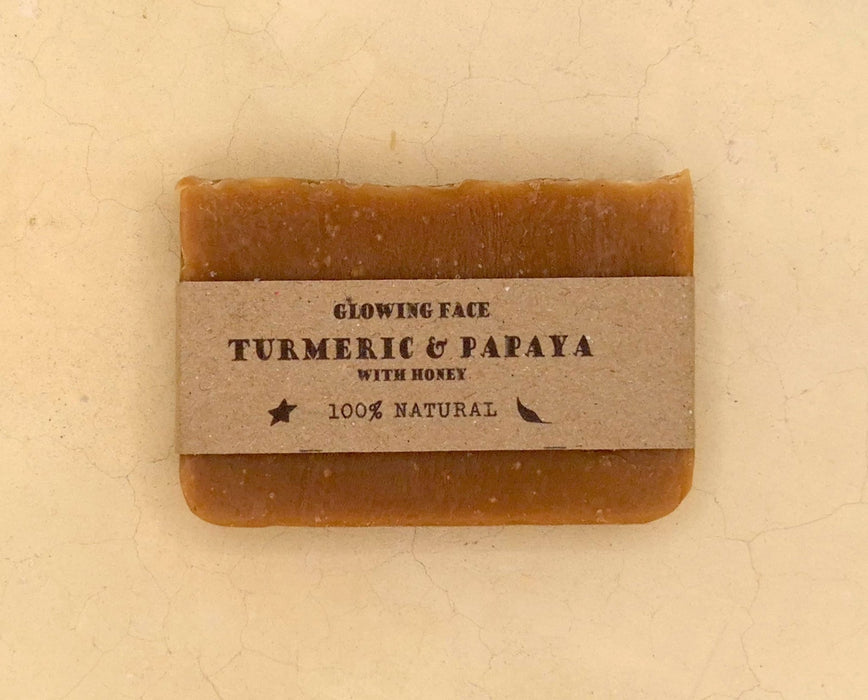 GLOWING FACE
TURMERIC & PAPAYA
WITH HONEY
100% NATURAL